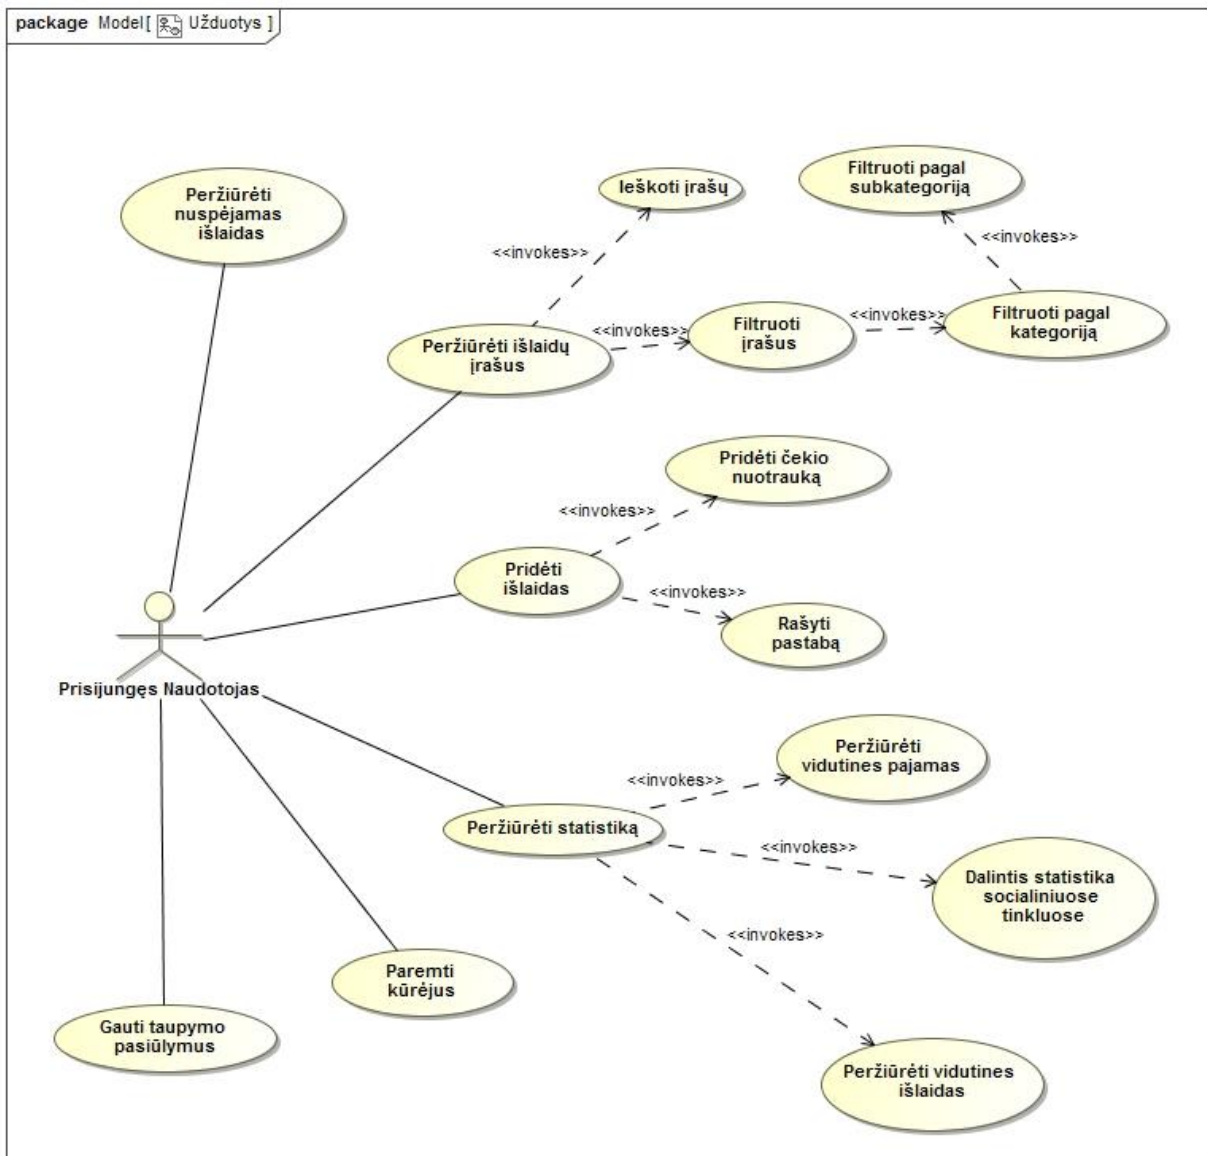 package Model[ Užduotys ]
Peržiūrėti
nuspėjamas
išlaidas
Ieškoti įrašų
Filtruoti pagal
subkategoriją
<<invokes>>
<<invokes>>
Peržiūrėti išlaidų
įrašus
<<invokes>>
Filtruoti
įrašus
<<invokes>>
Filtruoti pagal
kategoriją
Pridėti čekio
nuotrauką
<<invokes>>
Pridėti
išlaidas
<<invokes>>
Rašyti
pastabą
Prisijungęs Naudotojas
Peržiūrėti
vidutines pajamas
<<invokes>>
Peržiūrėti statistiką
<<invokes>>
Dalintis statistika
socialiniuose
tinkluose
<<invokes>>
Paremti
kūrėjus
Gauti taupymo
pasiūlymus
Peržiūrėti vidutines
išlaidas